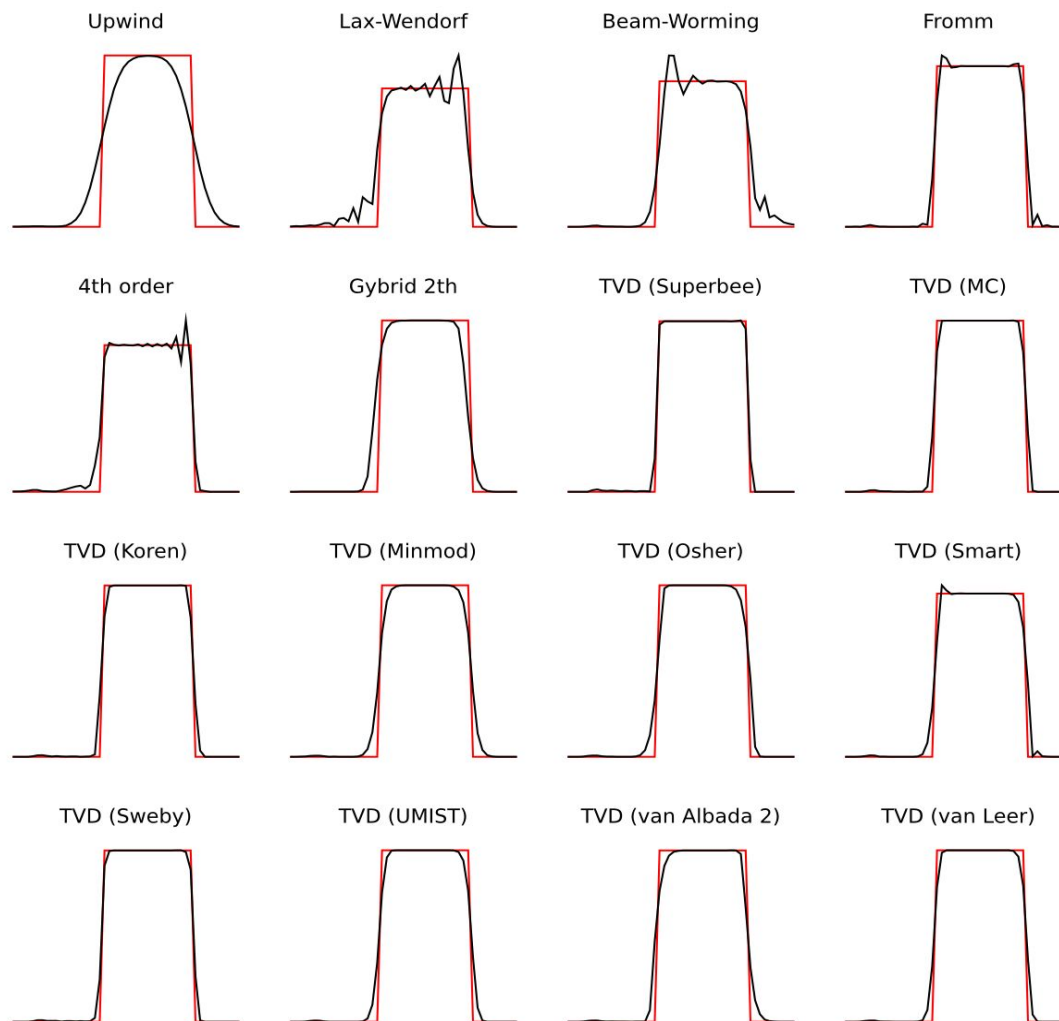 Upwind
Lax-Wendorf
Beam-Worming
Fromm
4th order
Gybrid 2th
TVD (Superbee)
TVD (MC)
TVD (Koren)
TVD (Minmod)
TVD (Osher)
TVD (Smart)
TVD (Sweby)
TVD (UMIST)
TVD (van Albada 2)
TVD (van Leer)